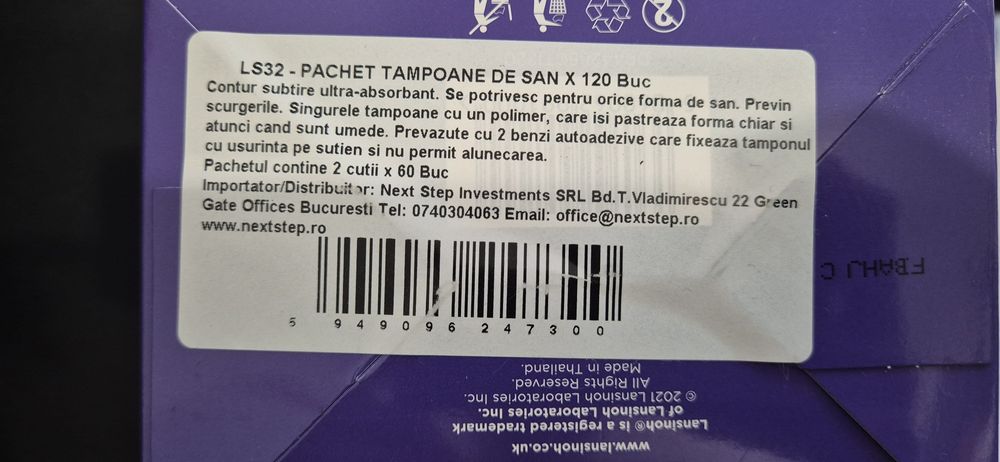 LS32 - PACHET TAMPOANE DE SAN X 120 Buc
Contur subtire ultra-absorbant. Se potrivesc pentru orice forma de san. Previn
scurgerile. Singurele tampoane cu un polimer, care isi pastreaza forma chiar si
atunci cand sunt umede. Prevazute cu 2 benzi autoadezive care fixeaza tamponul
cu usurinta pe sutien si nu permit alunecarea.
Pachetul contine 2 cutii x 60 Buc
Importator/Distribuitor: Next Step Investments SRL Bd.T.Vladimirescu 22 Green
Gate Offices Bucuresti Tel: 0740304063 Email: office@nextstep.ro
www.nextstep.ro
5 949096 247300
FBAHJ C
www.lansinoh.co.uk
Lansinoh® is a registered trademark
of Lansinoh Laboratories Inc.
© 2021 Lansinoh Laboratories Inc.
All Rights Reserved.
Made in Thailand.